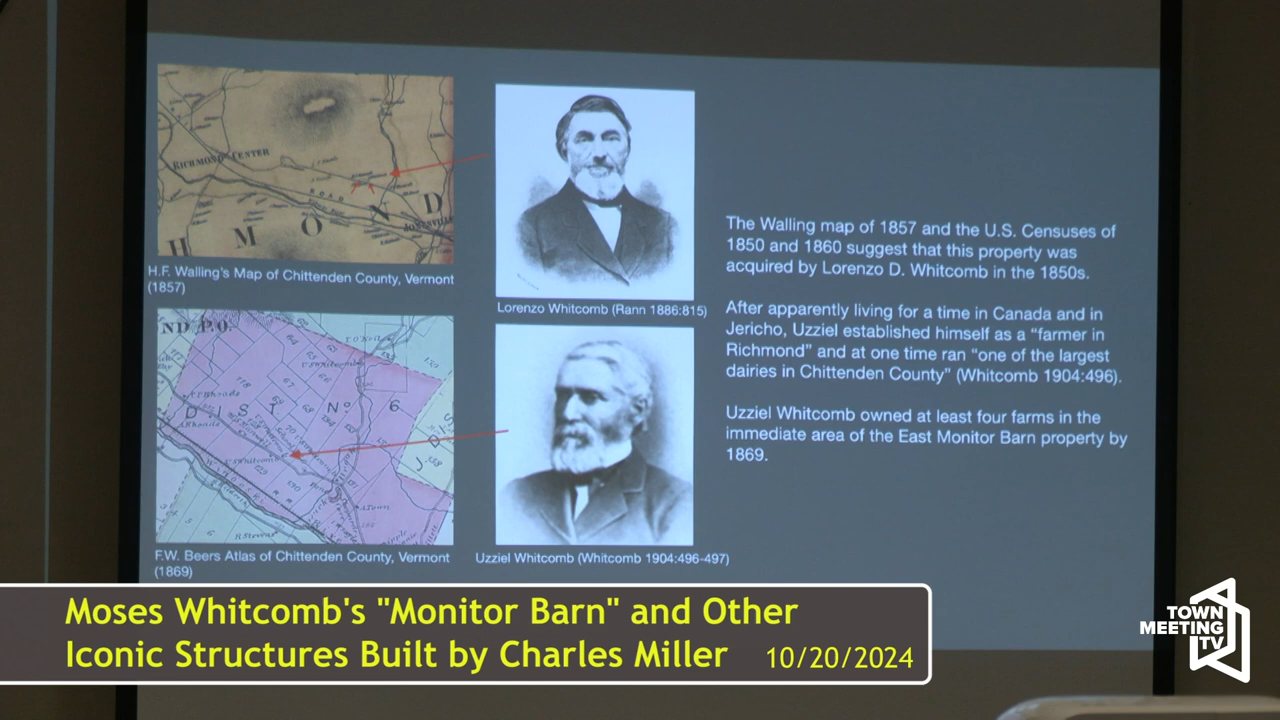 RICHMOND CENTER
ROAD
H M O N D
JONESVILLE
H.F. Walling's Map of Chittenden County, Vermont
(1857)
Lorenzo Whitcomb (Rann 1886:815)
ND P.O.
DIST No. 6
F.W. Beers Atlas of Chittenden County, Vermont
(1869)
Uzziel Whitcomb (Whitcomb 1904:496-497)
The Walling map of 1857 and the U.S. Censuses of
1850 and 1860 suggest that this property was
acquired by Lorenzo D. Whitcomb in the 1850s.
After apparently living for a time in Canada and in
Jericho, Uzziel established himself as a "farmer in
Richmond" and at one time ran "one of the largest
dairies in Chittenden County" (Whitcomb 1904:496).
Uzziel Whitcomb owned at least four farms in the
immediate area of the East Monitor Barn property by
1869.
Moses Whitcomb's "Monitor Barn" and Other
Iconic Structures Built by Charles Miller 10/20/2024
TOWN
MEETING
TV